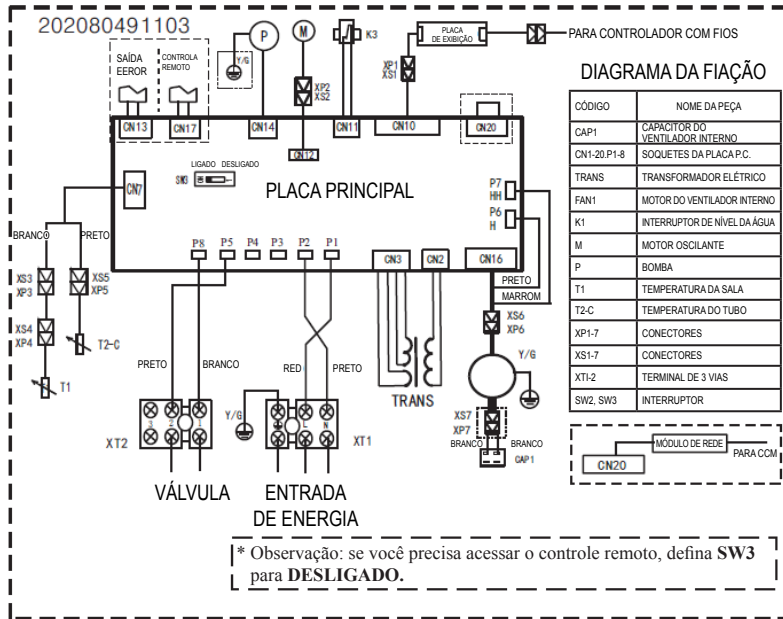 202080491103
SAÍDA
EEROR
CONTROLA
REMOTO
Y/G
P
M
K3
PLACA
DE EXIBIÇÃO
PARA CONTROLADOR COM FIOS
XP2
XS2
XP1
XS1
CN13
CN17
CN14
CN11
CN10
CN20
CN12
LIGADO DESLIGADO
SW3
CN7
PLACA PRINCIPAL
P7
HH
P6
H
BRANCO
PRETO
P8
P5
P4
P3
P2
P1
CN3
CN2
CN16
PRETO
MARROM
XS3
XP3
XS5
XP5
XS4
XP4
T2-C
T1
XS6
XP6
PRETO
BRANCO
RED
PRETO
Y/G
TRANS
Y/G
XT2
3
2
1
L
N
XT1
XS7
XP7
BRANCO
BRANCO
CAP1
VÁLVULA
ENTRADA
DE ENERGIA
DIAGRAMA DA FIAÇÃO
CÓDIGO NOME DA PEÇA
CAP1 CAPACITOR DO
VENTILADOR INTERNO
CN1-20.P1-8 SOQUETES DA PLACA P.C.
TRANS TRANSFORMADOR ELÉTRICO
FAN1 MOTOR DO VENTILADOR INTERNO
K1 INTERRUPTOR DE NÍVEL DA ÁGUA
M MOTOR OSCILANTE
P BOMBA
T1 TEMPERATURA DA SALA
T2-C TEMPERATURA DO TUBO
XP1-7 CONECTORES
XS1-7 CONECTORES
XTI-2 TERMINAL DE 3 VIAS
SW2, SW3 INTERRUPTOR
MÓDULO DE REDE
PARA CCM
CN20
* Observação: se você precisa acessar o controle remoto, defina SW3
para DESLIGADO.